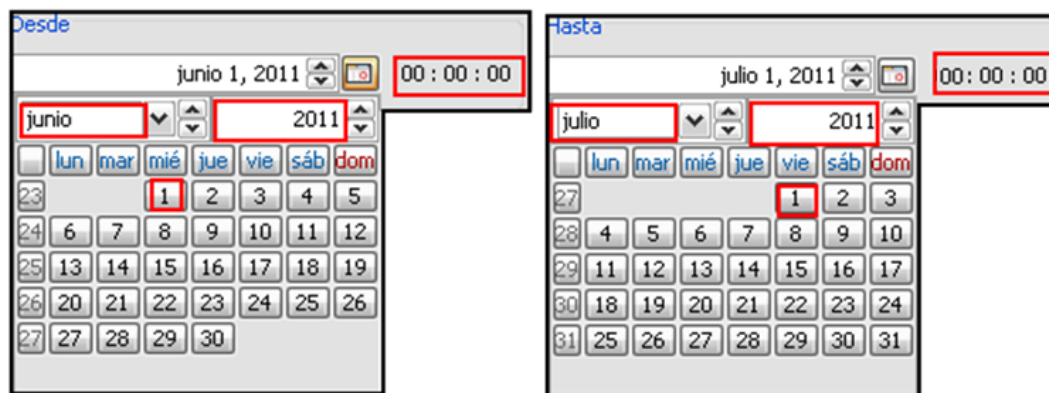 Desde
junio 1, 2011
00 : 00 : 00
junio
2011
lun mar mié jue vie sáb dom
23 1 2 3 4 5
24 6 7 8 9 10 11 12
25 13 14 15 16 17 18 19
26 20 21 22 23 24 25 26
27 27 28 29 30
Hasta
julio 1, 2011
00: 00 : 00
julio
2011
lun mar mié jue vie sáb dom
27 1 2 3
28 4 5 6 7 8 9 10
29 11 12 13 14 15 16 17
30 18 19 20 21 22 23 24
31 25 26 27 28 29 30 31